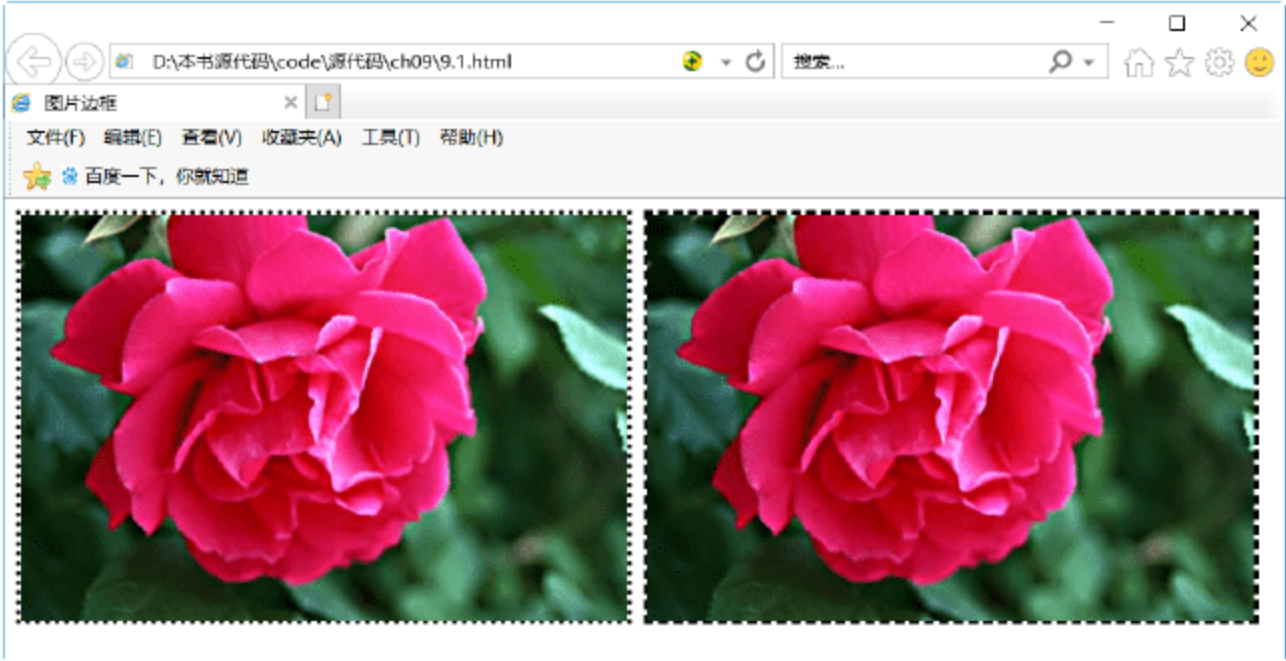 D:\本书源代码\code\源代码\ch09\9.1.html
搜索...
图片边框
文件(F) 编辑(E) 查看(V) 收藏夹(A) 工具(T) 帮助(H)
百度一下，你就知道